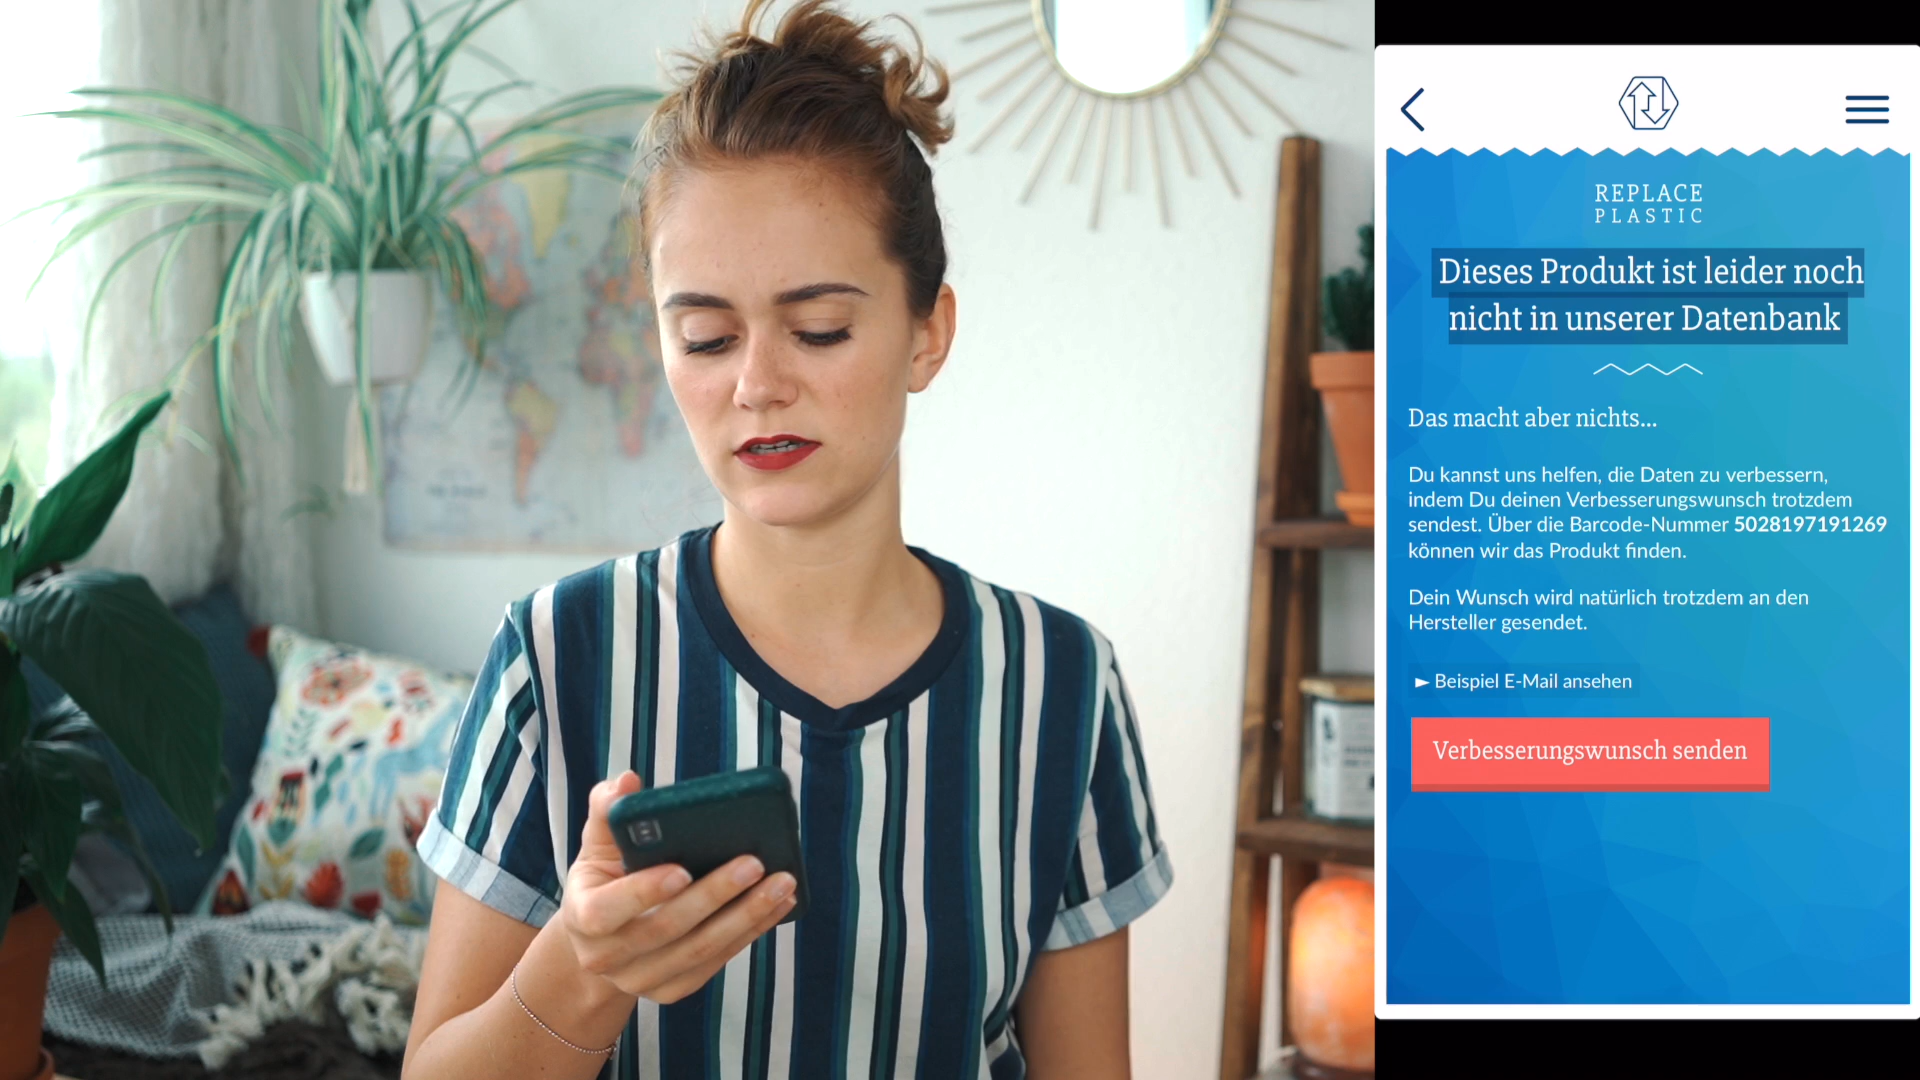 REPLACE
PLASTIC
Dieses Produkt ist leider noch
nicht in unserer Datenbank
Das macht aber nichts...
Du kannst uns helfen, die Daten zu verbessern,
indem Du deinen Verbesserungswunsch trotzdem
sendest. Über die Barcode-Nummer 5028197191269
können wir das Produkt finden.
Dein Wunsch wird natürlich trotzdem an den
Hersteller gesendet.
► Beispiel E-Mail ansehen
Verbesserungswunsch senden